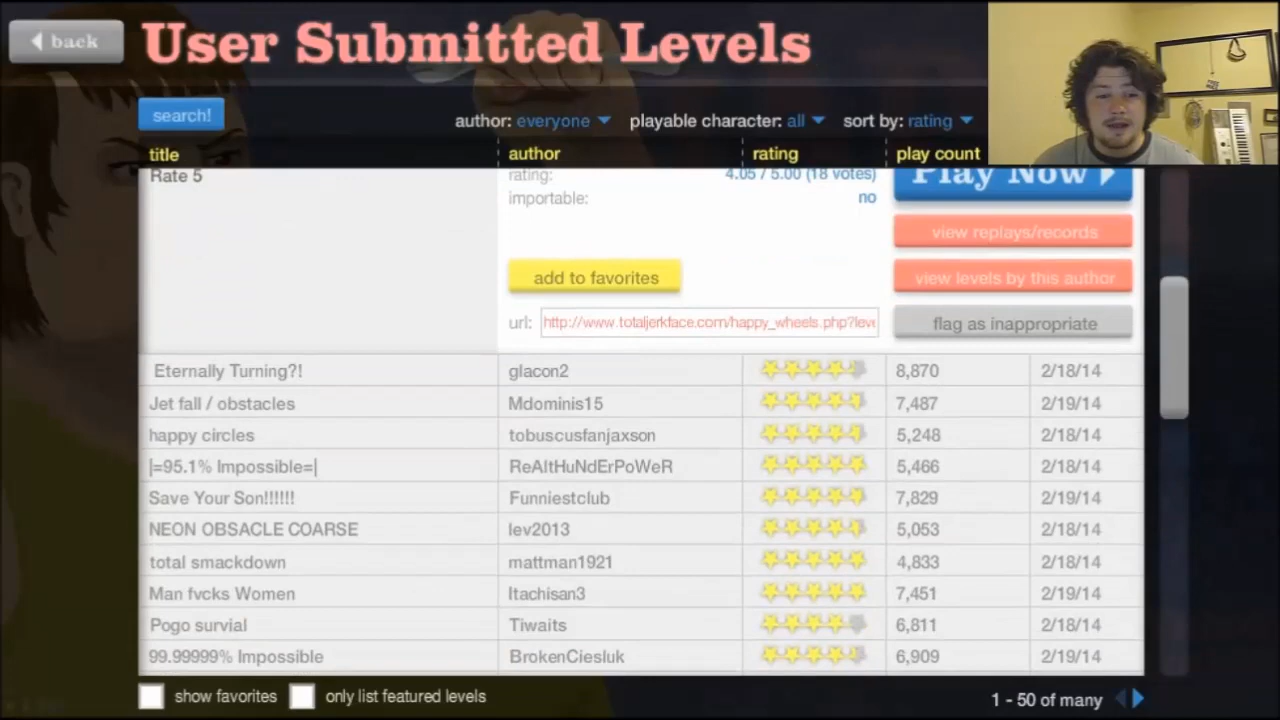 back
User Submitted Levels
search!
author: everyone playable character: all sort by: rating
title author rating play count
Rate 5
rating: 4.05 / 5.00 (18 votes)
Play Now
importable: no
view replays/records
add to favorites
view levels by this author
url: http://www.totaljerkface.com/happy_wheels.php?leve
flag as inappropriate
Eternally Turning?! glacon2 8,870 2/18/14
Jet fall / obstacles Mdominis15 7,487 2/19/14
happy circles tobuscusfanjaxson 5,248 2/18/14
|=95.1% Impossible=| ReAltHuNdErPoWeR 5,466 2/18/14
Save Your Son!!!!!! Funniestclub 7,829 2/19/14
NEON OBSACLE COARSE lev2013 5,053 2/18/14
total smackdown mattman1921 4,833 2/18/14
Man fvcks Women Itachisan3 7,451 2/19/14
Pogo survial Tiwaits 6,811 2/18/14
99.99999% Impossible BrokenCiesluk 6,909 2/19/14
show favorites only list featured levels 1 - 50 of many